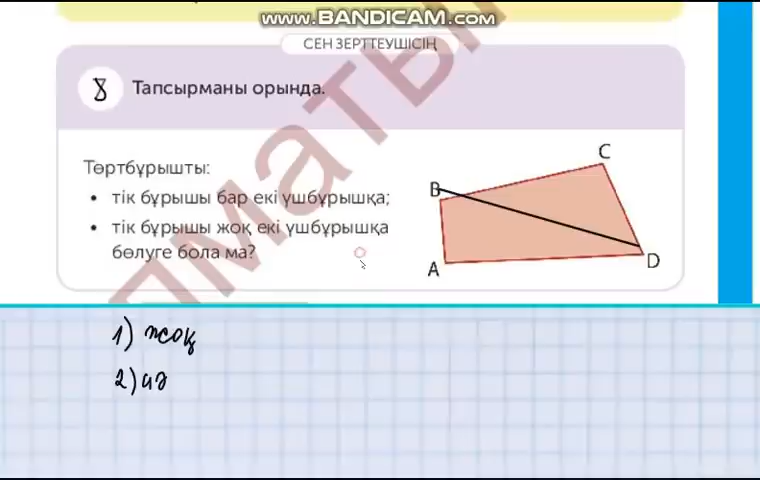 www.BANDICAM.com
СЕН ЗЕРТТЕУШІСІҢ
8 Тапсырманы орында.
Төртбұрышты:
• тік бұрышы бар екі үшбұрышқа;
• тік бұрышы жоқ екі үшбұрышқа
бөлуге бола ма?
C
B
A
D
1) жоқ
2) иә